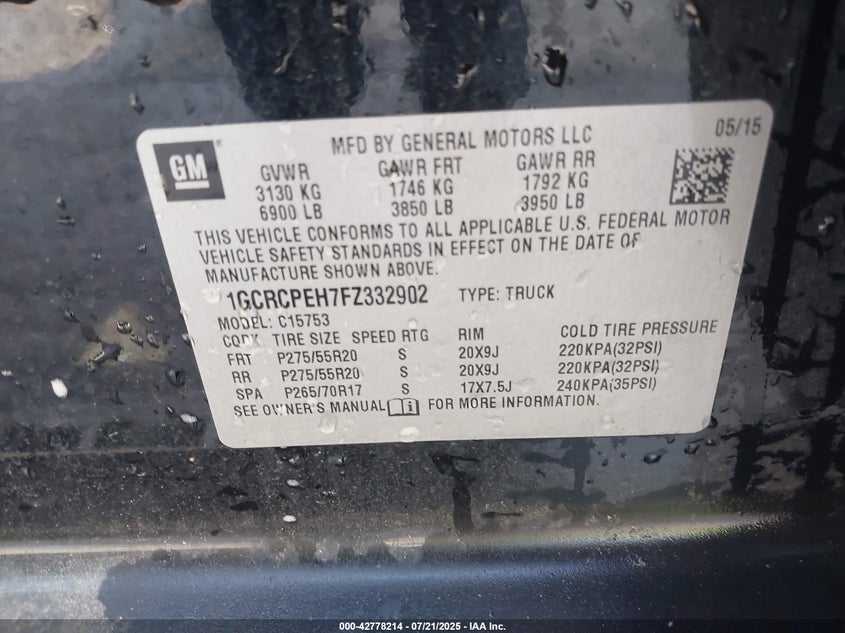 GM
MFD BY GENERAL MOTORS LLC
05/15
GVWR GAWR FRT GAWR RR
3130 KG 1746 KG 1792 KG
6900 LB 3850 LB 3950 LB
THIS VEHICLE CONFORMS TO ALL APPLICABLE U.S. FEDERAL MOTOR
VEHICLE SAFETY STANDARDS IN EFFECT ON THE DATE OF
MANUFACTURE SHOWN ABOVE.
1GCRCPEH7FZ332902 TYPE: TRUCK
MODEL: C15753
TIRE SIZE SPEED RTG RIM COLD TIRE PRESSURE
FRT P275/55R20 S 20X9J 220KPA(32PSI)
RR P275/55R20 S 20X9J 220KPA(32PSI)
SPA P265/70R17 S 17X7.5J 240KPA(35PSI)
SEE OWNER'S MANUAL FOR MORE INFORMATION.
000-42778214 - 07/21/2025 - IAA Inc.